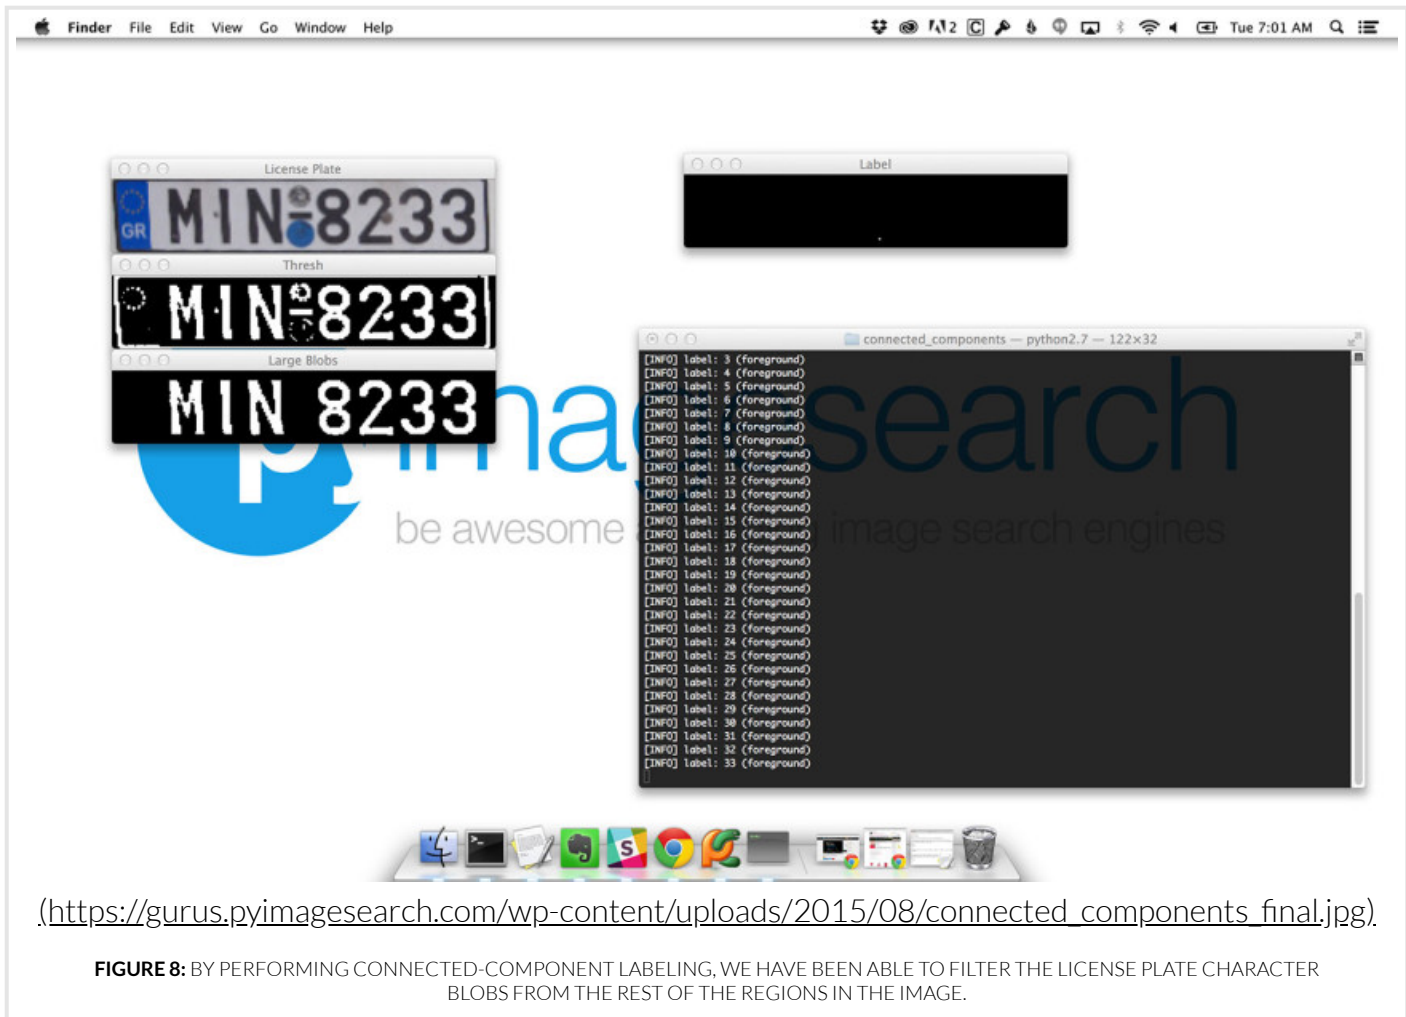 Finder File Edit View Go Window Help
2 Tue 7:01 AM
License Plate
GR MIN 8233
Thresh
MIN 8233
Large Blobs
MIN 8233
Label
connected_components — python2.7 — 122×32
[INFO] label: 3 (foreground)
[INFO] label: 4 (foreground)
[INFO] label: 5 (foreground)
[INFO] label: 6 (foreground)
[INFO] label: 7 (foreground)
[INFO] label: 8 (foreground)
[INFO] label: 9 (foreground)
[INFO] label: 10 (foreground)
[INFO] label: 11 (foreground)
[INFO] label: 12 (foreground)
[INFO] label: 13 (foreground)
[INFO] label: 14 (foreground)
[INFO] label: 15 (foreground)
[INFO] label: 16 (foreground)
[INFO] label: 17 (foreground)
[INFO] label: 18 (foreground)
[INFO] label: 19 (foreground)
[INFO] label: 20 (foreground)
[INFO] label: 21 (foreground)
[INFO] label: 22 (foreground)
[INFO] label: 23 (foreground)
[INFO] label: 24 (foreground)
[INFO] label: 25 (foreground)
[INFO] label: 26 (foreground)
[INFO] label: 27 (foreground)
[INFO] label: 28 (foreground)
[INFO] label: 29 (foreground)
[INFO] label: 30 (foreground)
[INFO] label: 31 (foreground)
[INFO] label: 32 (foreground)
[INFO] label: 33 (foreground)
pyimagesearch
be awesome image search engines
(https://gurus.pyimagesearch.com/wp-content/uploads/2015/08/connected_components_final.jpg)
FIGURE 8: BY PERFORMING CONNECTED-COMPONENT LABELING, WE HAVE BEEN ABLE TO FILTER THE LICENSE PLATE CHARACTER
BLOBS FROM THE REST OF THE REGIONS IN THE IMAGE.